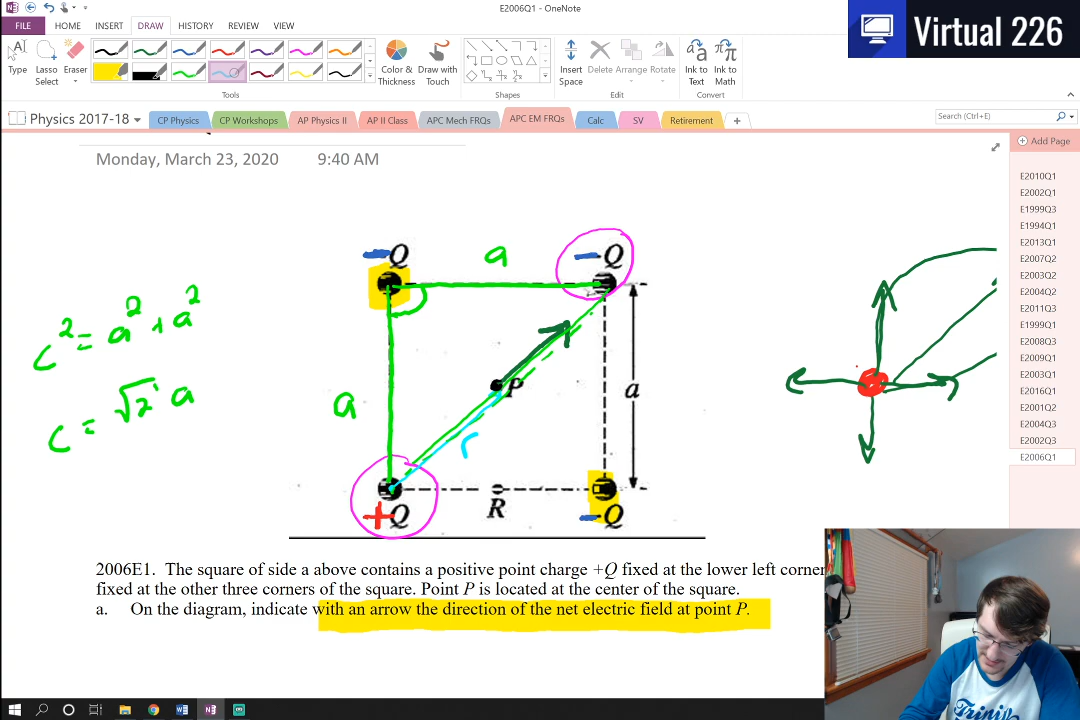 E2006Q1 - OneNote
FILE HOME INSERT DRAW HISTORY REVIEW VIEW
Virtual 226
Type
Lasso Select
Eraser
Color & Thickness
Draw with Touch
Insert Space
Delete
Arrange
Rotate
Ink to Text
Ink to Math
Tools
Shapes
Edit
Convert
Physics 2017-18
CP Physics
CP Workshops
AP Physics II
AP II Class
APC Mech FRQs
APC EM FRQs
Calc
SV
Retirement
Search (Ctrl+E)
Add Page
Monday, March 23, 2020 9:40 AM
E2010Q1
E2002Q1
E1999Q3
E1994Q1
E2013Q1
E2007Q2
E2003Q2
E2004Q2
E2011Q3
E1999Q1
E2008Q3
E2009Q1
E2003Q1
E2016Q1
E2001Q2
E2004Q3
E2002Q3
E2006Q1
-Q a -Q
c² = a² + a²
c = √2 a
a P a
r
+Q R -Q
2006E1. The square of side a above contains a positive point charge +Q fixed at the lower left corner
fixed at the other three corners of the square. Point P is located at the center of the square.
a. On the diagram, indicate with an arrow the direction of the net electric field at point P.